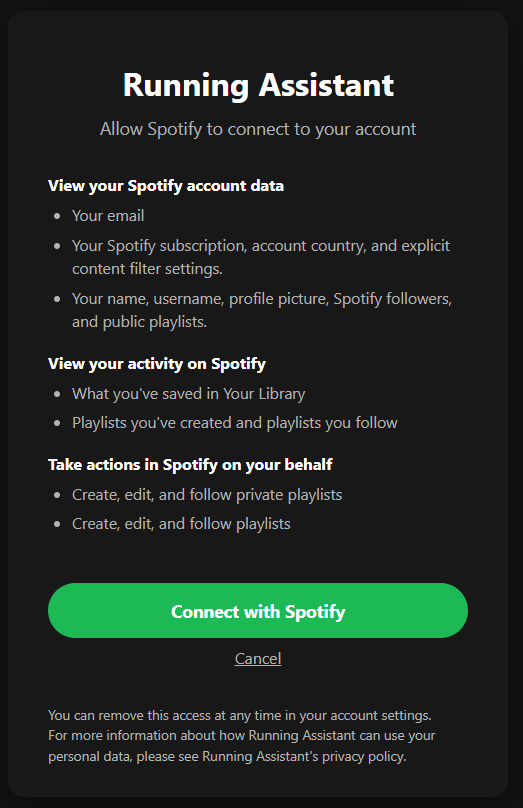 Running Assistant
Allow Spotify to connect to your account
View your Spotify account data
Your email
Your Spotify subscription, account country, and explicit
content filter settings.
Your name, username, profile picture, Spotify followers,
and public playlists.
View your activity on Spotify
What you've saved in Your Library
Playlists you've created and playlists you follow
Take actions in Spotify on your behalf
Create, edit, and follow private playlists
Create, edit, and follow playlists
Connect with Spotify
Cancel
You can remove this access at any time in your account settings.
For more information about how Running Assistant can use your
personal data, please see Running Assistant's privacy policy.